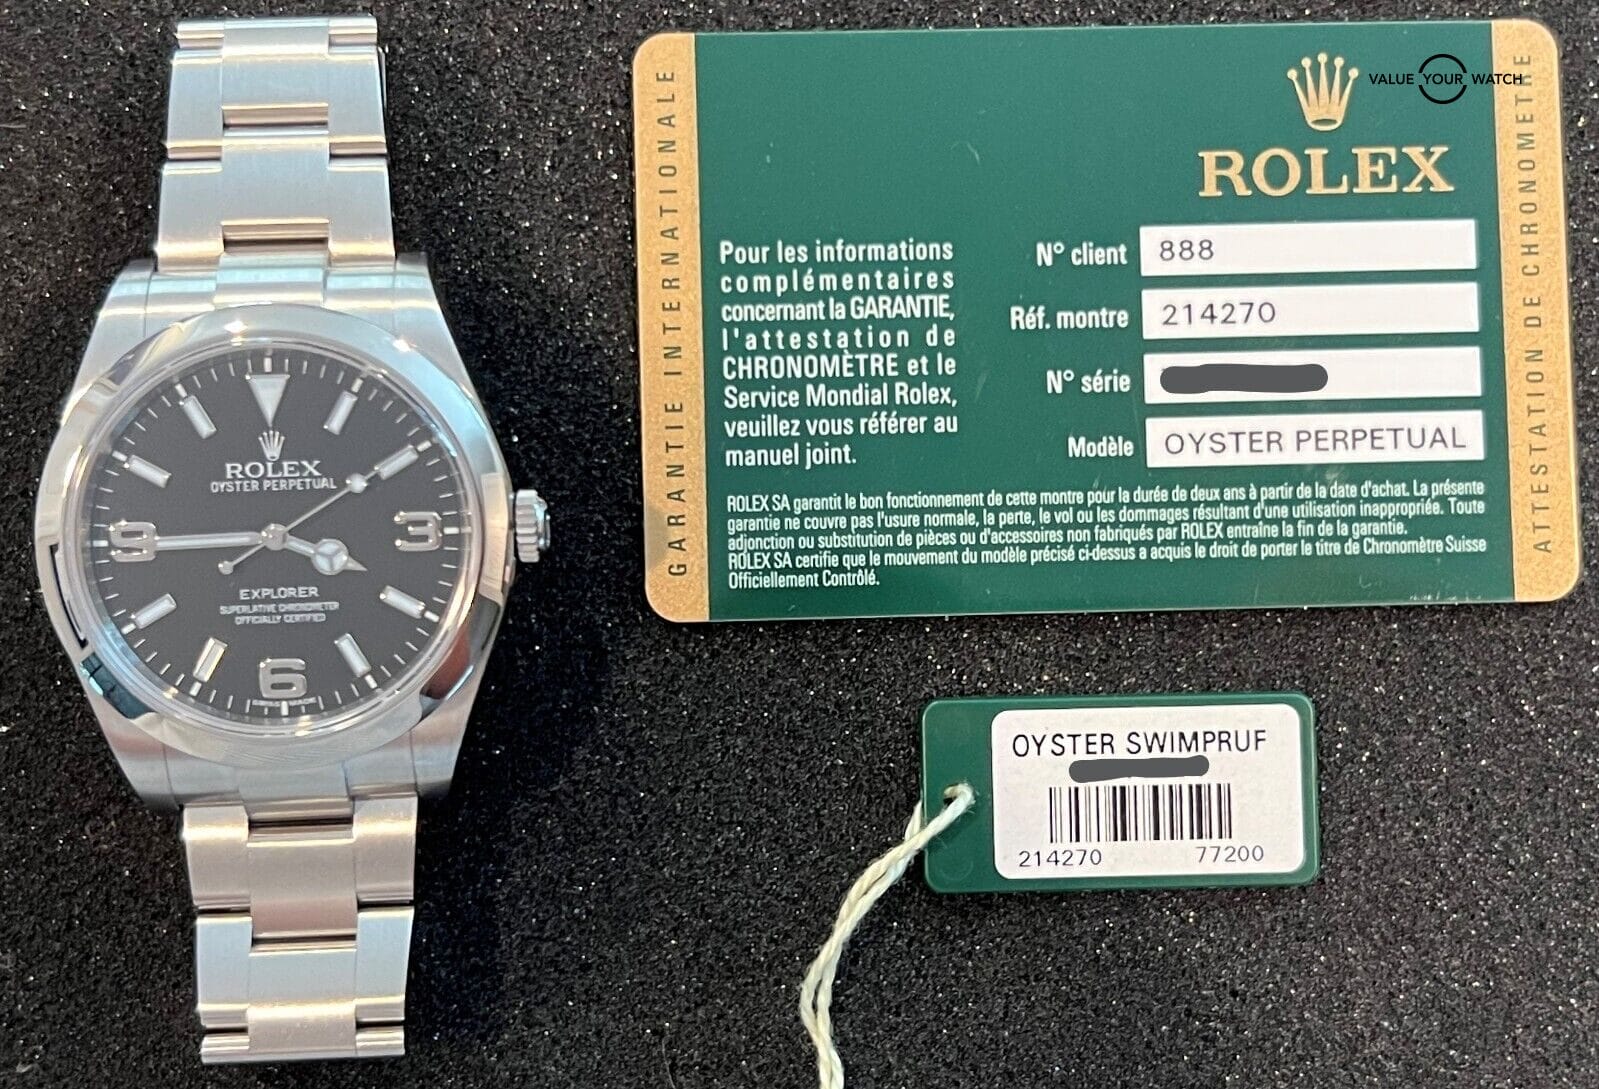 ROLEX
OYSTER PERPETUAL
9
3
EXPLORER
SUPERLATIVE CHRONOMETER
OFFICIALLY CERTIFIED
6
SWISS MADE
GARANTIE INTERNATIONALE
VALUE YOUR WATCH
ROLEX
Pour les informations
complémentaires
concernant la GARANTIE,
l'attestation de
CHRONOMÈTRE et le
Service Mondial Rolex,
veuillez vous référer au
manuel joint.
N° client 888
Réf. montre 214270
N° série
Modèle OYSTER PERPETUAL
ROLEX SA garantit le bon fonctionnement de cette montre pour la durée de deux ans à partir de la date d'achat. La présente
garantie ne couvre pas l'usure normale, la perte, le vol ou les dommages résultant d'une utilisation inappropriée. Toute
adjonction ou substitution de pièces ou d'accessoires non fabriqués par ROLEX entraîne la fin de la garantie.
ROLEX SA certifie que le mouvement du modèle précisé ci-dessus a acquis le droit de porter le titre de Chronomètre Suisse
Officiellement Contrôlé.
ATTESTATION DE CHRONOMETRE
OYSTER SWIMPRUF
214270 77200